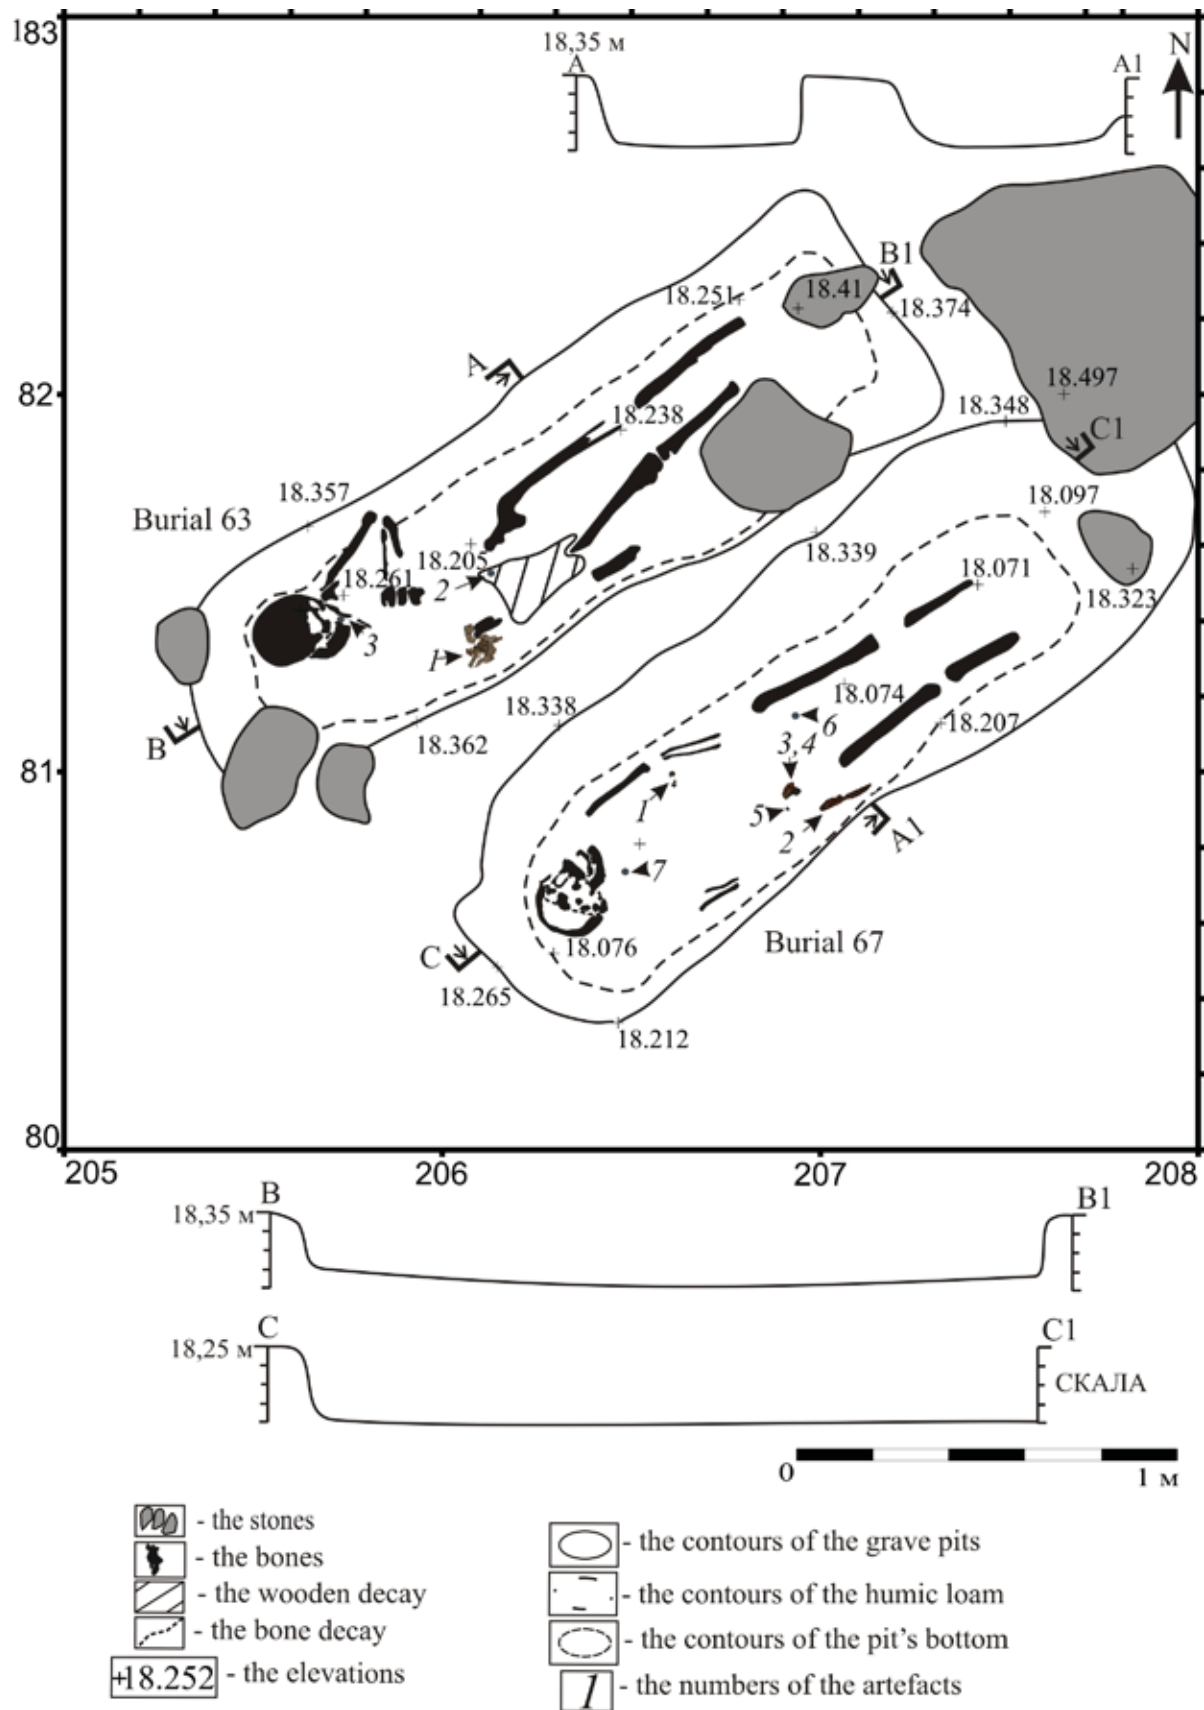 183
18,35 м
A
A1
N
B1
18.251
18.41
18.374
A
82
18.497
18.238
18.348
C1
18.357
18.097
Burial 63
18.339
18.205
18.071
18.261
2
18.323
3
1
18.074
6
18.338
18.207
B
18.362
3,4
81
1
5
2
A1
7
Burial 67
18.076
C
18.265
18.212
80
205
206
207
208
B
B1
18,35 м
C
C1
18,25 м
СКАЛА
0
1 м
- the stones
- the bones
- the wooden decay
- the bone decay
+18.252 - the elevations
- the contours of the grave pits
- the contours of the humic loam
- the contours of the pit's bottom
1 - the numbers of the artefacts